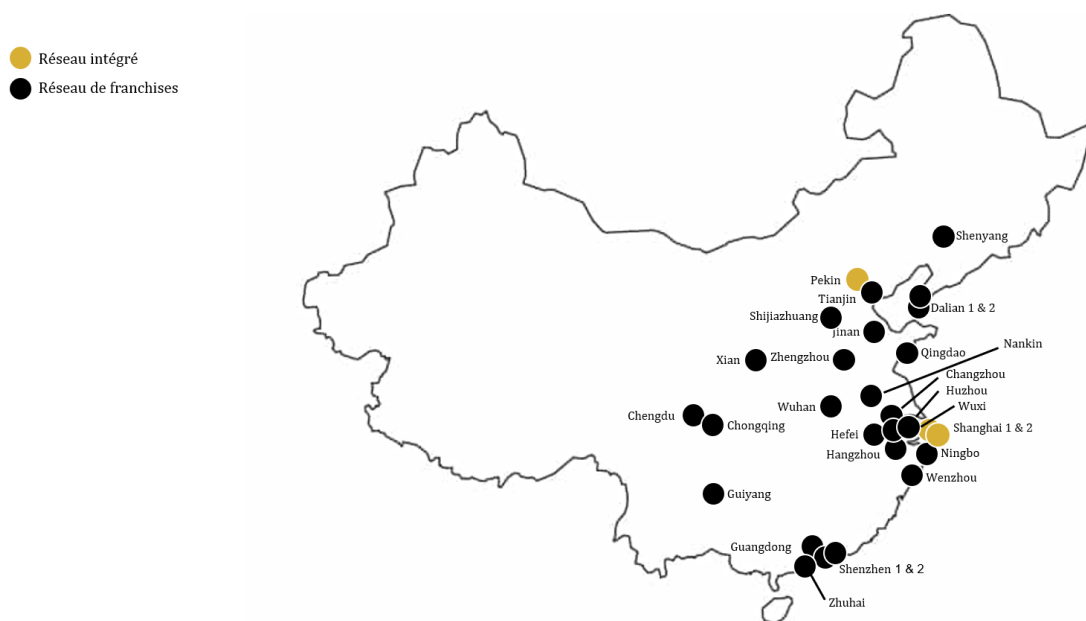 Réseau intégré
Réseau de franchises
Shenyang
Pekin
Tianjin
Dalian 1 & 2
Shijiazhuang
Jinan
Nankin
Qingdao
Xian
Zhengzhou
Changzhou
Huzhou
Wuxi
Wuhan
Chengdu
Chongqing
Shanghai 1 & 2
Hefei
Hangzhou
Ningbo
Wenzhou
Guiyang
Guangdong
Shenzhen 1 & 2
Zhuhai